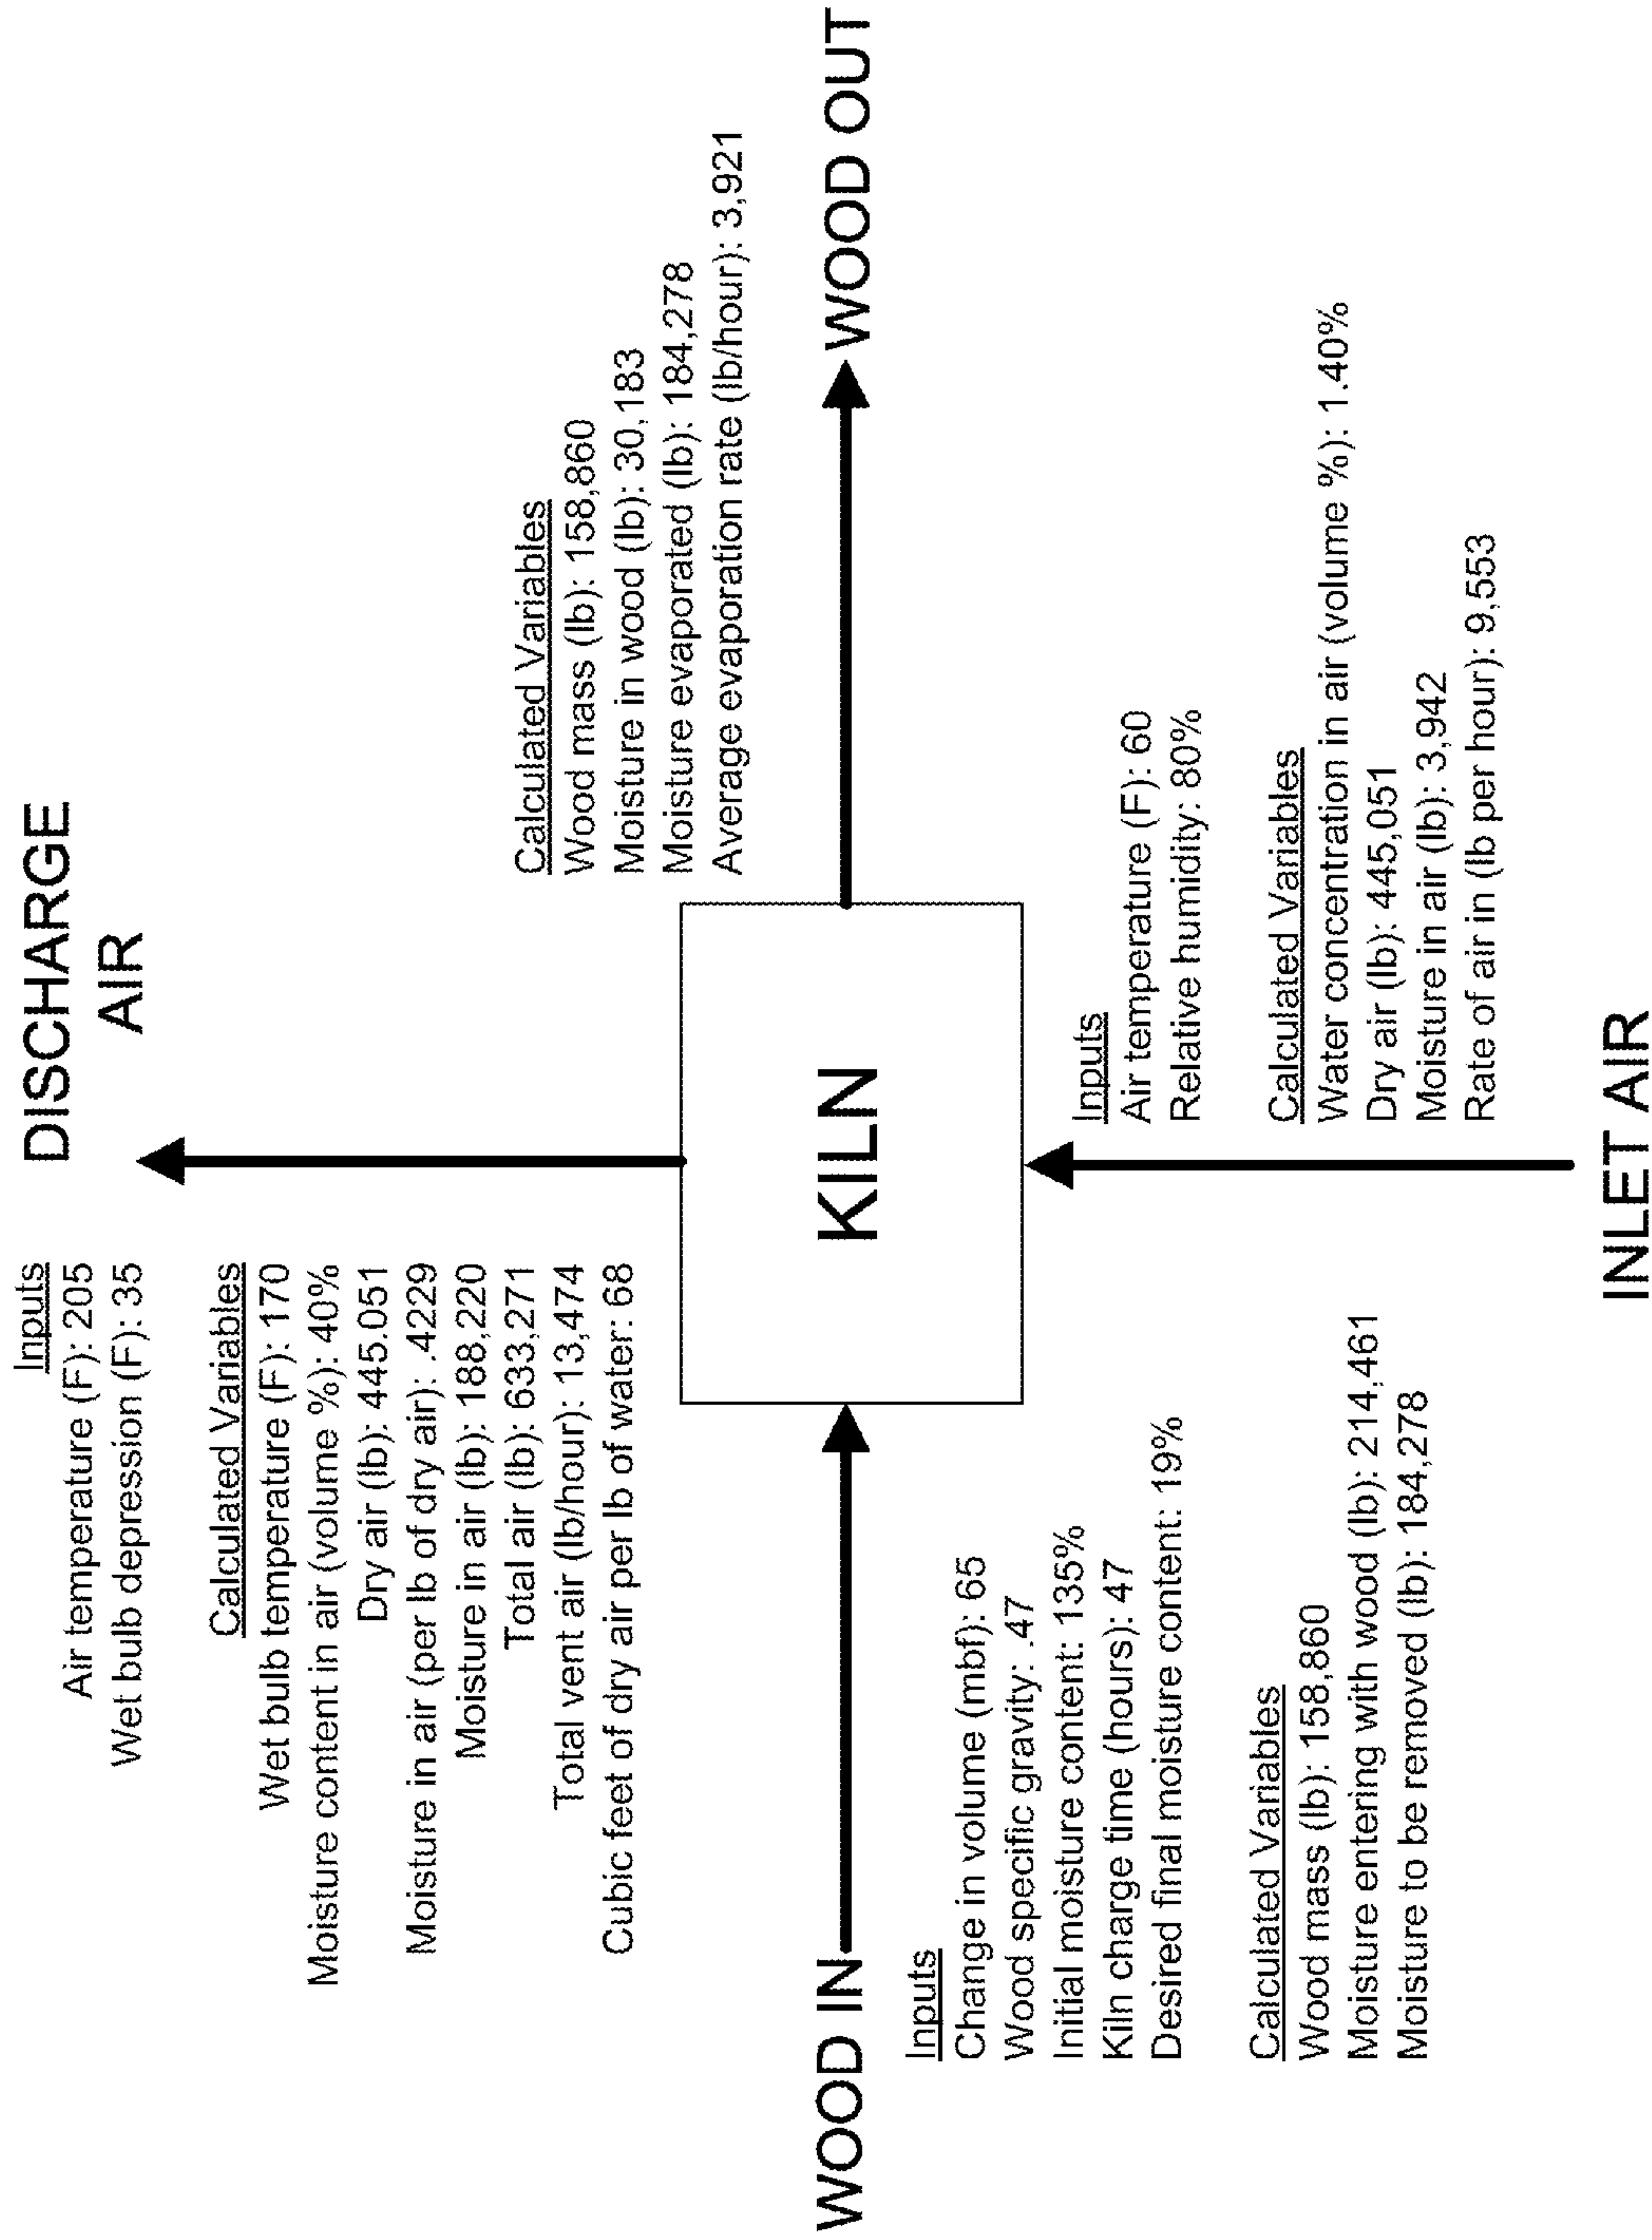 DISCHARGE
AIR
Inputs
Air temperature (F): 205
Wet bulb depression (F): 35
Calculated Variables
Wet bulb temperature (F): 170
Moisture content in air (volume %): 40%
Dry air (lb): 445.051
Moisture in air (per lb of dry air): .4229
Moisture in air (lb): 188,220
Total air (lb): 633,271
Total vent air (lb/hour): 13,474
Cubic feet of dry air per lb of water: 68
Calculated Variables
Wood mass (lb): 158,860
Moisture in wood (lb): 30,183
Moisture evaporated (lb): 184,278
Average evaporation rate (lb/hour): 3,921
WOOD IN
KILN
WOOD OUT
Inputs
Change in volume (mbf): 65
Wood specific gravity: .47
Initial moisture content: 135%
Kiln charge time (hours): 47
Desired final moisture content: 19%
Calculated Variables
Wood mass (lb): 158,860
Moisture entering with wood (lb): 214,461
Moisture to be removed (lb): 184,278
Inputs
Air temperature (F): 60
Relative humidity: 80%
Calculated Variables
Water concentration in air (volume %): 1.40%
Dry air (lb): 445,051
Moisture in air (lb): 3,942
Rate of air in (lb per hour): 9,553
INLET AIR